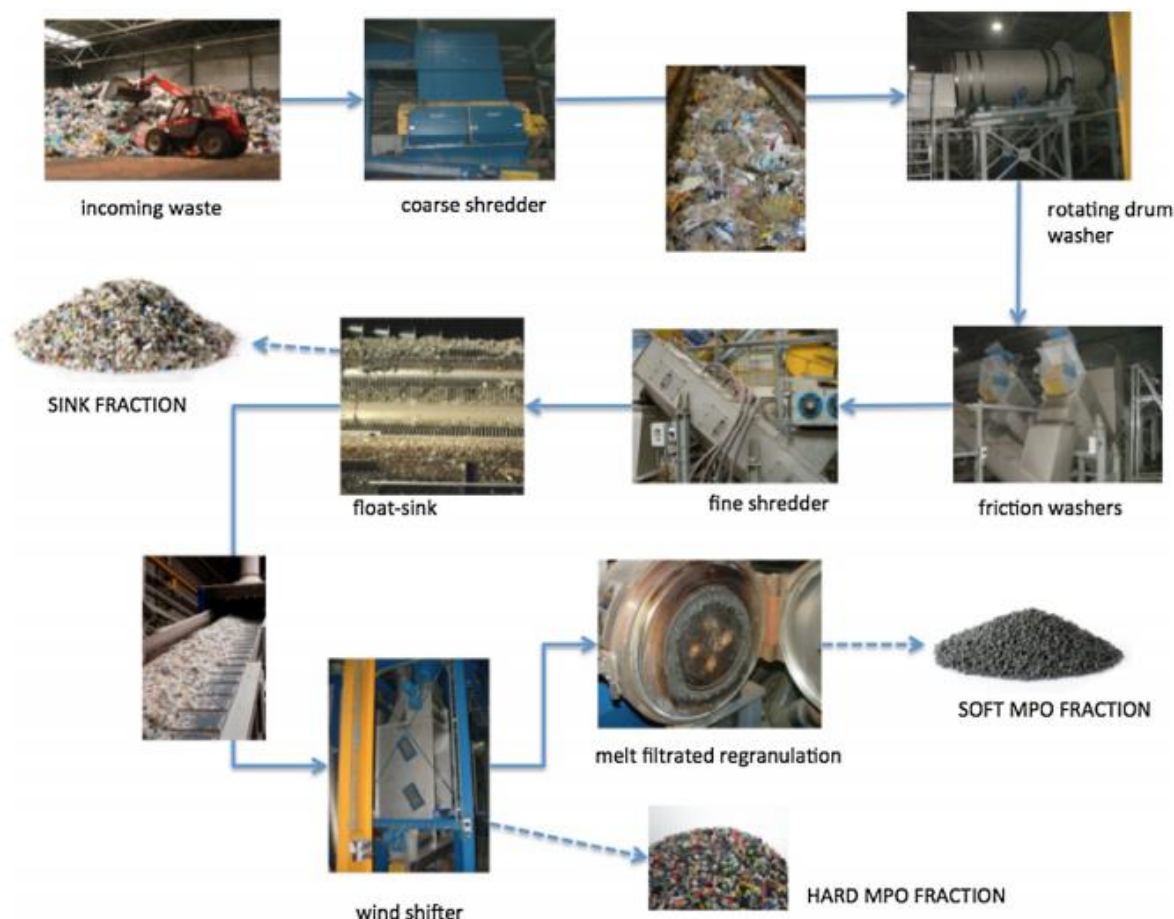 incoming waste
coarse shredder
rotating drum
washer
SINK FRACTION
float-sink
fine shredder
friction washers
melt filtrated regranulation
SOFT MPO FRACTION
wind shifter
HARD MPO FRACTION